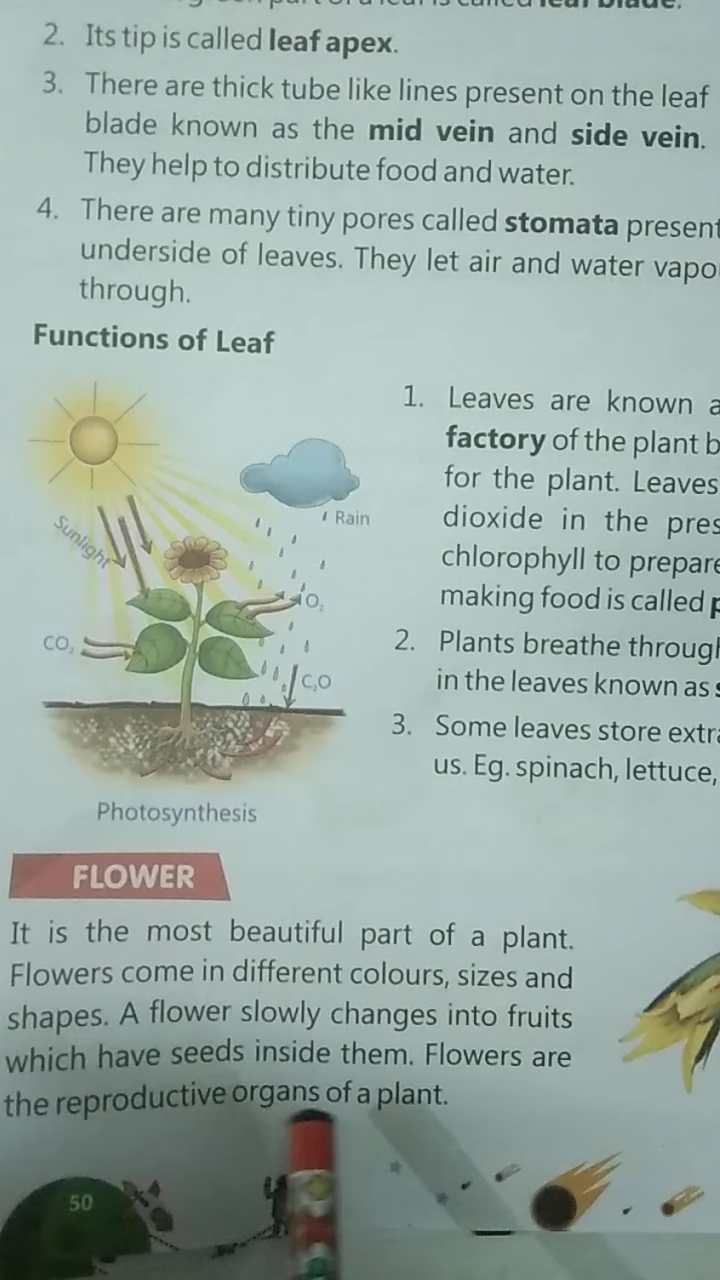 2. Its tip is called leaf apex.
3. There are thick tube like lines present on the leaf
blade known as the mid vein and side vein.
They help to distribute food and water.
4. There are many tiny pores called stomata present
underside of leaves. They let air and water vapo
through.
Functions of Leaf
Sunlight
Rain
O₂
CO₂
C₂O
Photosynthesis
1. Leaves are known a
factory of the plant b
for the plant. Leaves
dioxide in the pres
chlorophyll to prepare
making food is called p
2. Plants breathe through
in the leaves known as s
3. Some leaves store extra
us. Eg. spinach, lettuce,
FLOWER
It is the most beautiful part of a plant.
Flowers come in different colours, sizes and
shapes. A flower slowly changes into fruits
which have seeds inside them. Flowers are
the reproductive organs of a plant.
50